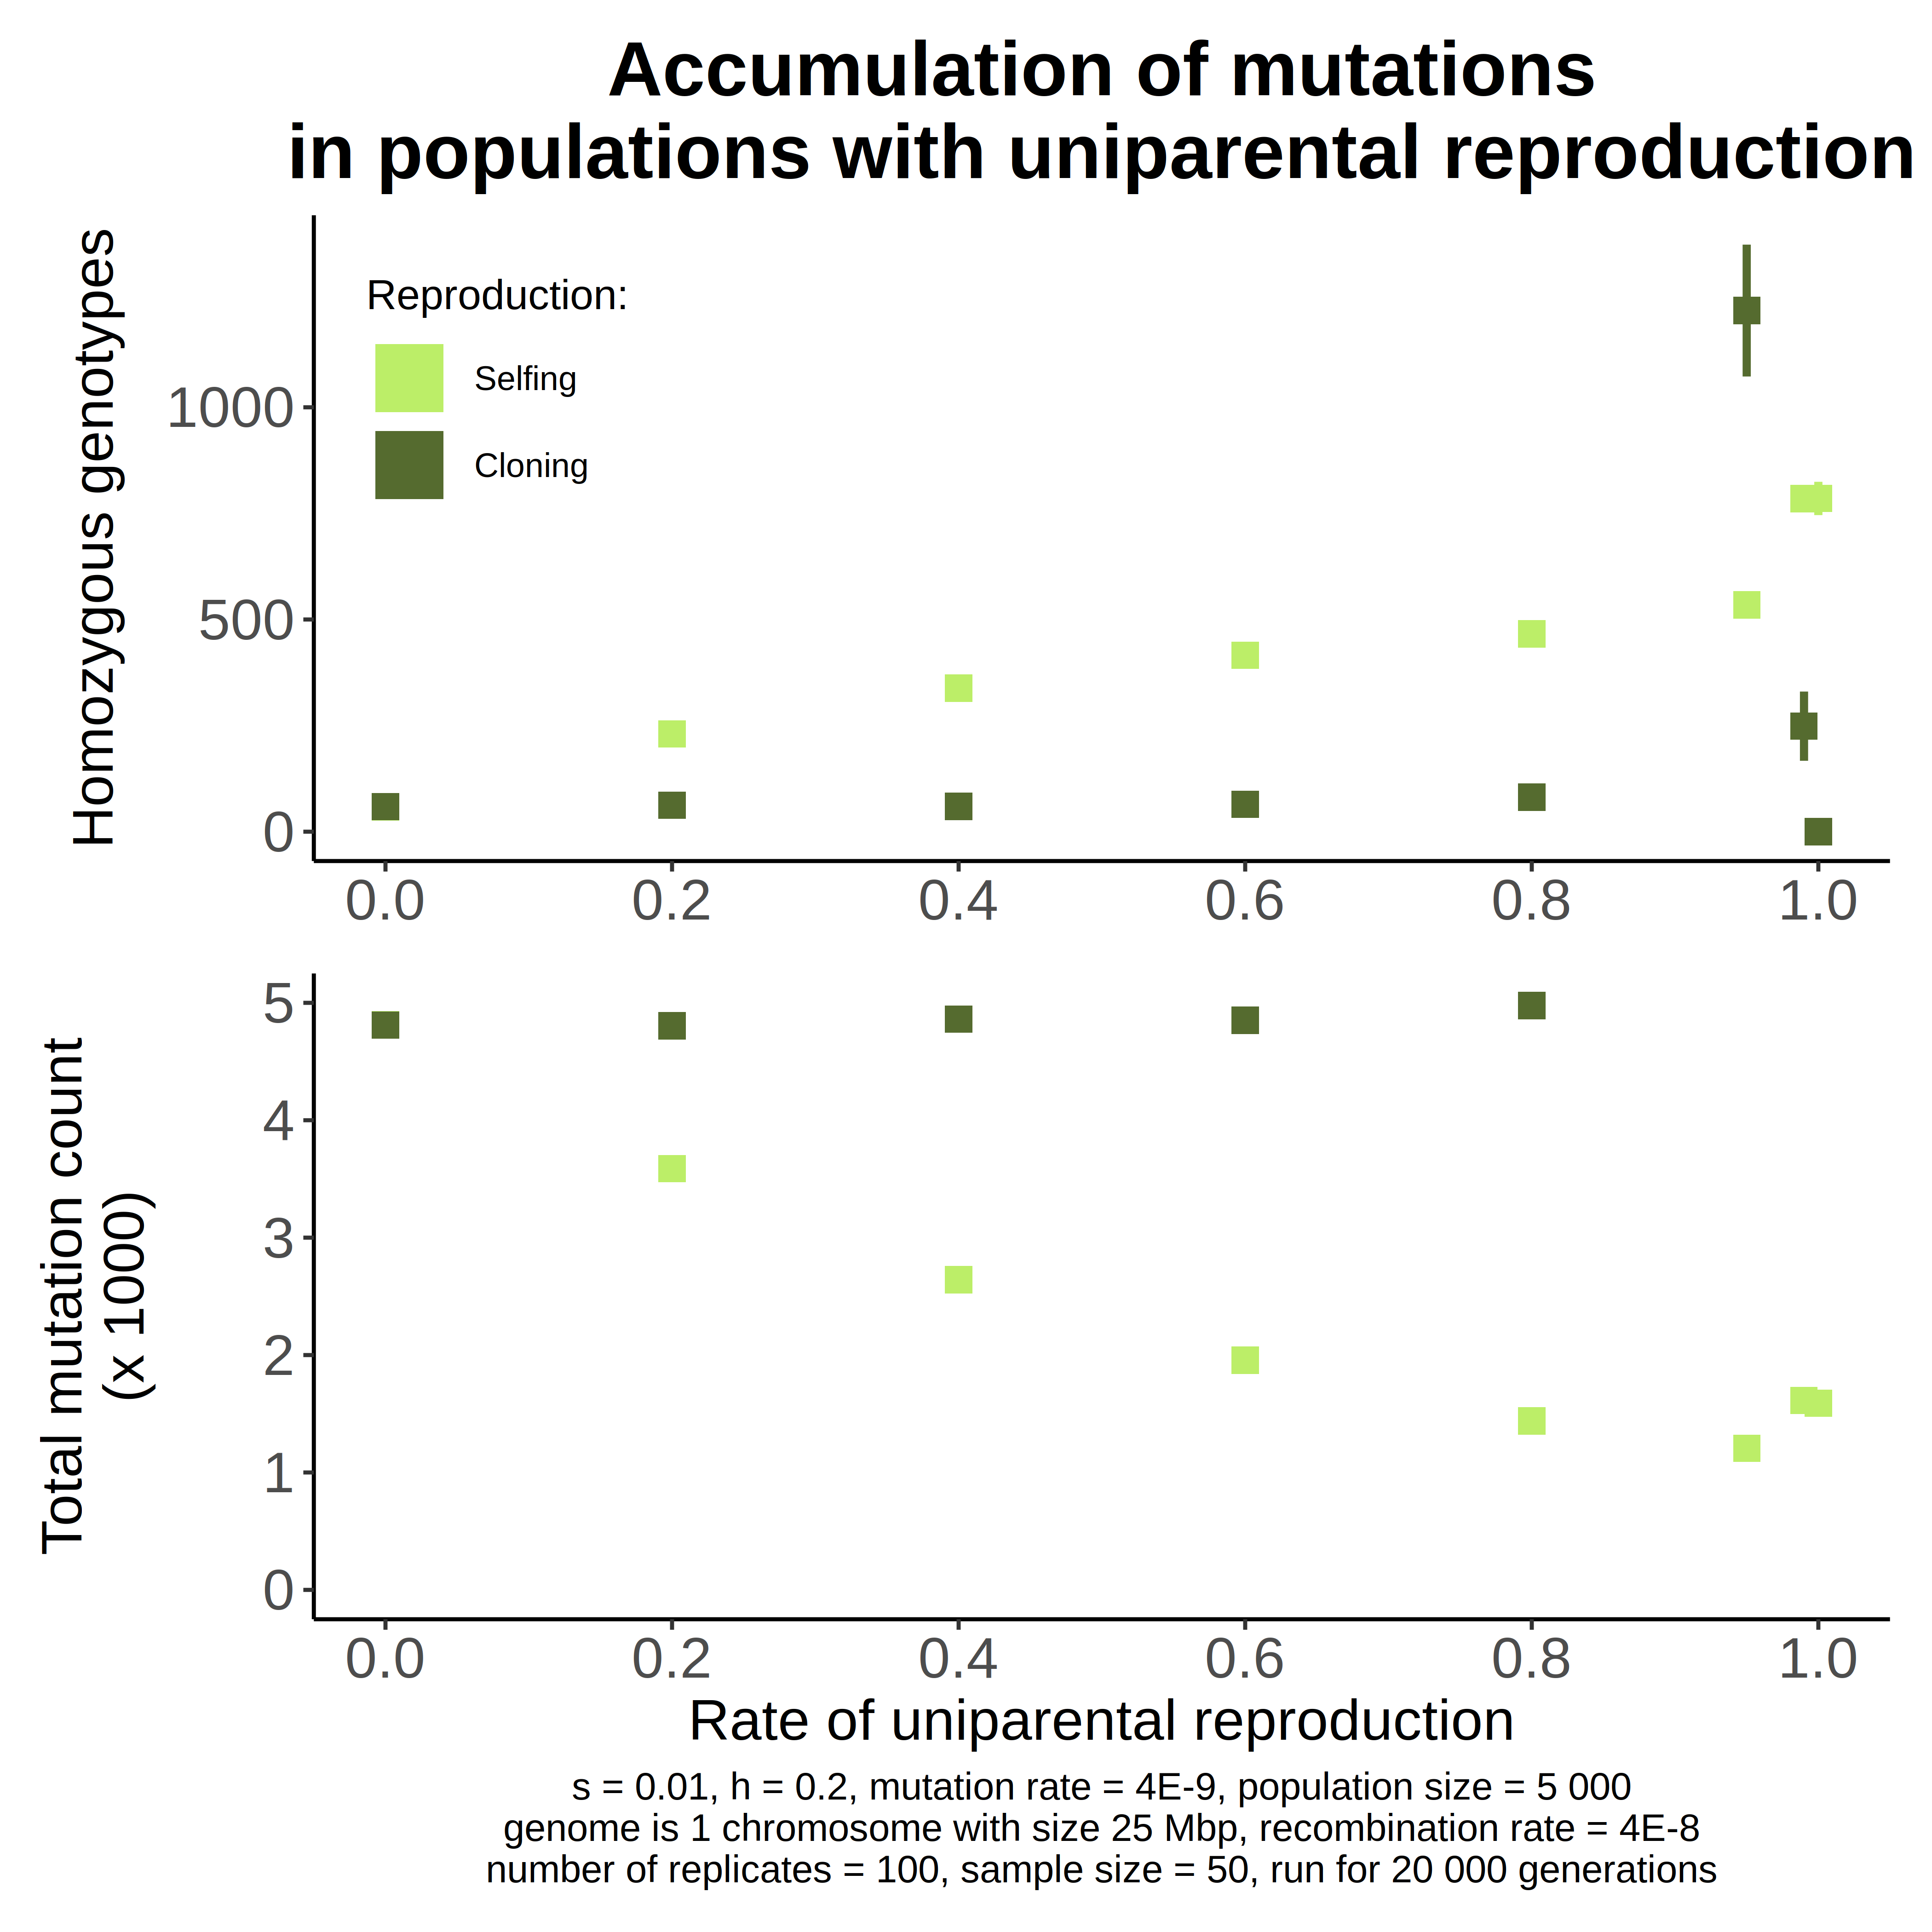 Accumulation of mutations
in populations with uniparental reproduction
Homozygous genotypes
Reproduction:
Selfing
Cloning
1000
500
0
0.0 0.2 0.4 0.6 0.8 1.0
Total mutation count
(x 1000)
5
4
3
2
1
0
0.0 0.2 0.4 0.6 0.8 1.0
Rate of uniparental reproduction
s = 0.01, h = 0.2, mutation rate = 4E-9, population size = 5 000
genome is 1 chromosome with size 25 Mbp, recombination rate = 4E-8
number of replicates = 100, sample size = 50, run for 20 000 generations